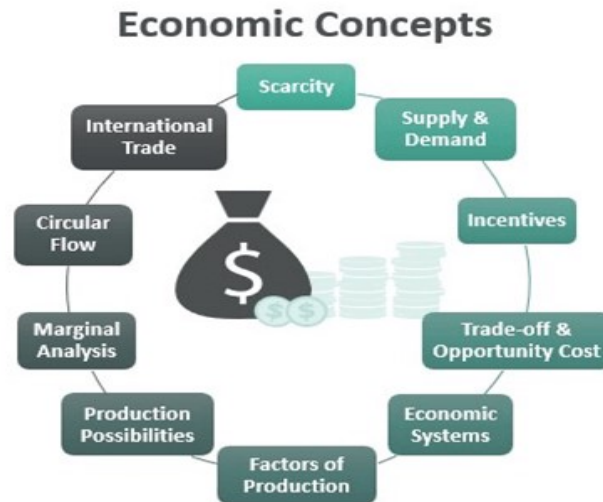 Economic Concepts
Scarcity
Supply &
Demand
Incentives
Trade-off &
Opportunity Cost
Economic
Systems
Factors of
Production
Production
Possibilities
Marginal
Analysis
Circular
Flow
International
Trade
$
$ $